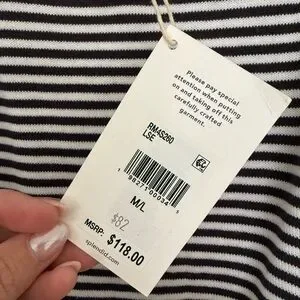 Please pay special
attention when putting
on and taking off this
carefully crafted
garment.
RM4S280
LSE
M/L
$82
MSRP: $118.00
splendid.com